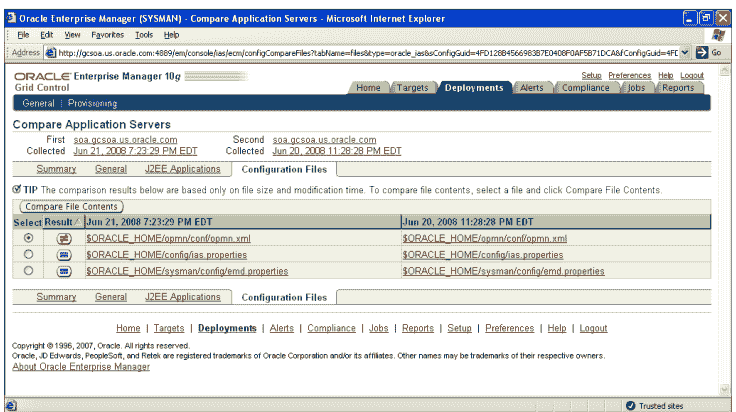 Oracle Enterprise Manager (SYSMAN) - Compare Application Servers - Microsoft Internet Explorer
File Edit View Favorites Tools Help
Address http://gcsoa.us.oracle.com:4889/em/console/ias/ecm/configCompareFiles?tabName=files&type=oracle_ias&sConfigGuid=4FD128B4566983B7E0408F0AF5B71DCA&fConfigGuid=4FE Go
ORACLE Enterprise Manager 10g
Setup Preferences Help Logout
Grid Control
Home Targets Deployments Alerts Compliance Jobs Reports
General | Provisioning
Compare Application Servers
First soa.gcsoa.us.oracle.com Second soa.gcsoa.us.oracle.com
Collected Jun 21, 2008 7:23:29 PM EDT Collected Jun 20, 2008 11:28:28 PM EDT
Summary General J2EE Applications Configuration Files
TIP The comparison results below are based only on file size and modification time. To compare file contents, select a file and click Compare File Contents.
Compare File Contents
Select Result Jun 21, 2008 7:23:29 PM EDT Jun 20, 2008 11:28:28 PM EDT
$ORACLE_HOME/opmn/conf/opmn.xml $ORACLE_HOME/opmn/conf/opmn.xml
$ORACLE_HOME/config/ias.properties $ORACLE_HOME/config/ias.properties
$ORACLE_HOME/sysman/config/emd.properties $ORACLE_HOME/sysman/config/emd.properties
Summary General J2EE Applications Configuration Files
Home | Targets | Deployments | Alerts | Compliance | Jobs | Reports | Setup | Preferences | Help | Logout
Copyright © 1996, 2007, Oracle. All rights reserved.
Oracle, JD Edwards, PeopleSoft, and Retek are registered trademarks of Oracle Corporation and/or its affiliates. Other names may be trademarks of their respective owners.
About Oracle Enterprise Manager
Trusted sites